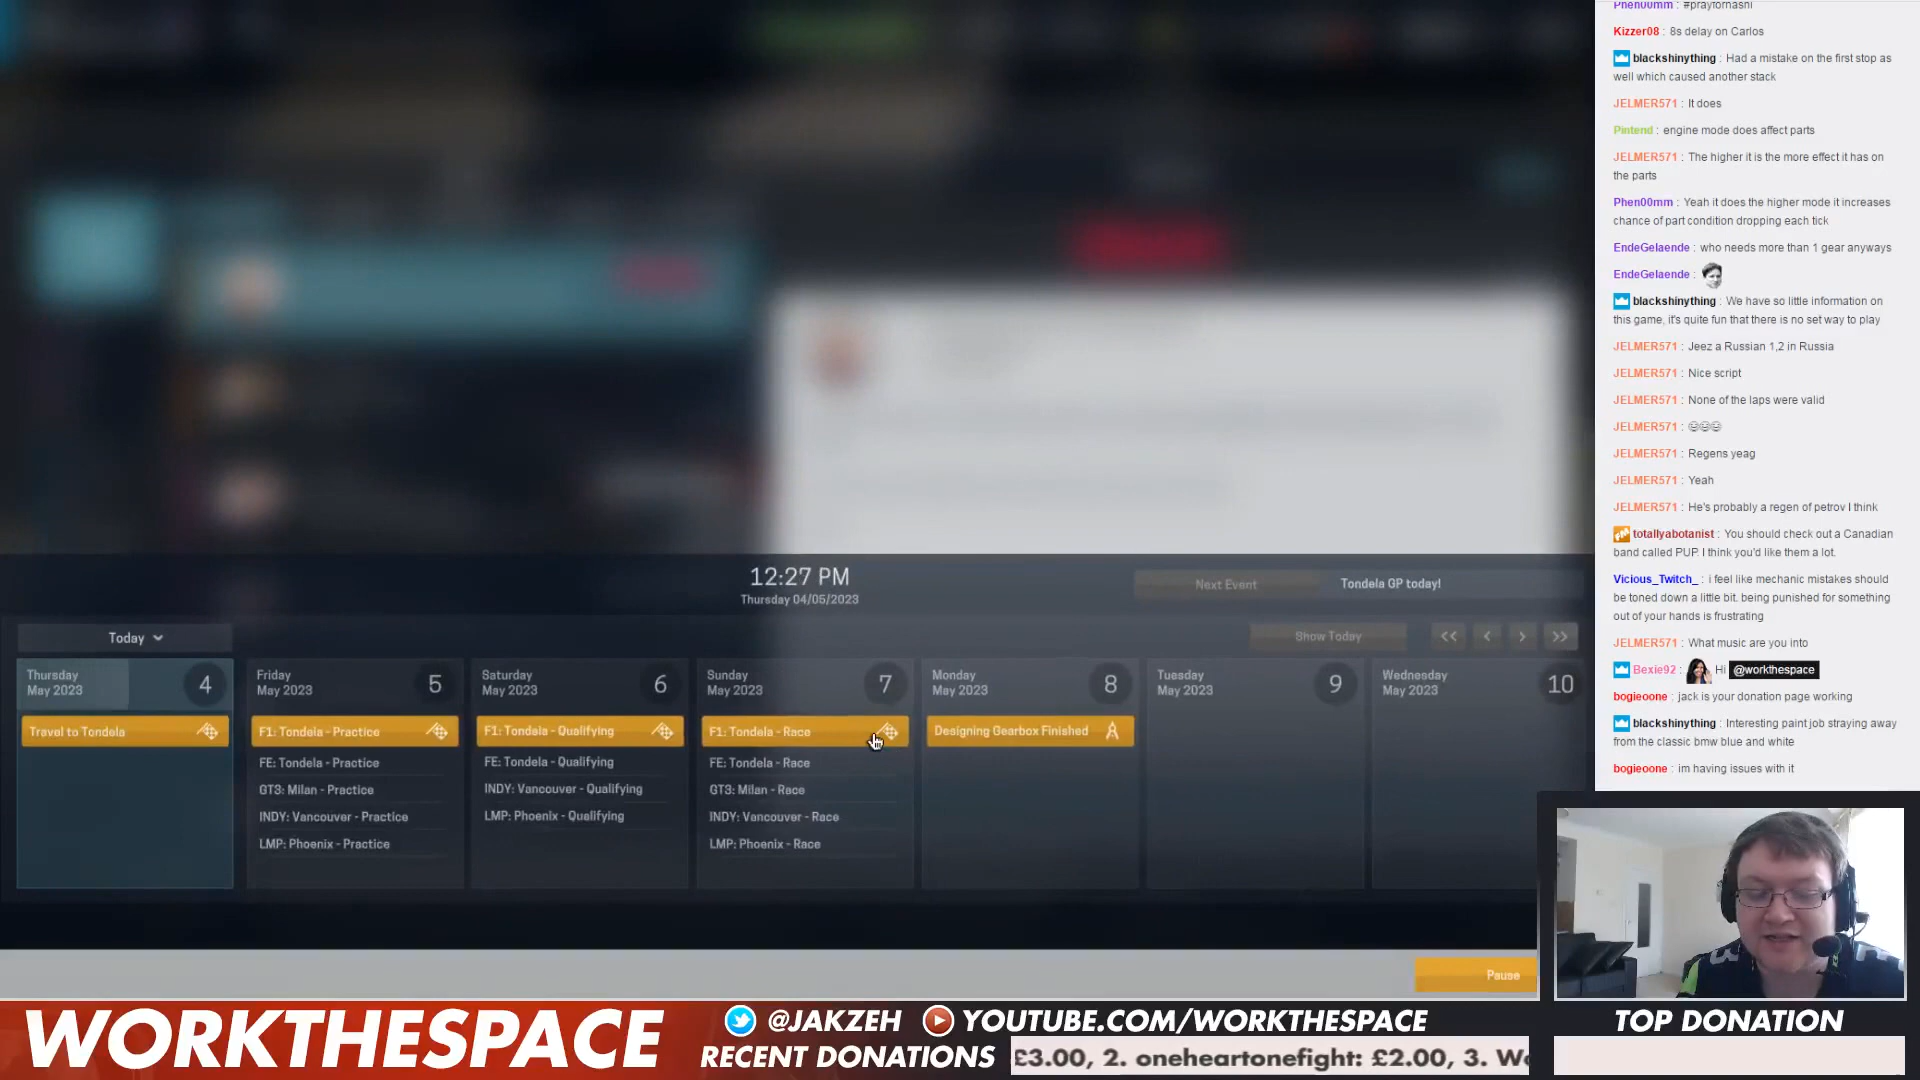 12:27 PM
Thursday 04/05/2023
Next Event
Tondela GP today!
Today
Show Today
<< < > >>
Thursday
May 2023
4
Travel to Tondela
Friday
May 2023
5
F1: Tondela - Practice
FE: Tondela - Practice
GT3: Milan - Practice
INDY: Vancouver - Practice
LMP: Phoenix - Practice
Saturday
May 2023
6
F1: Tondela - Qualifying
FE: Tondela - Qualifying
INDY: Vancouver - Qualifying
LMP: Phoenix - Qualifying
Sunday
May 2023
7
F1: Tondela - Race
FE: Tondela - Race
GT3: Milan - Race
INDY: Vancouver - Race
LMP: Phoenix - Race
Monday
May 2023
8
Designing Gearbox Finished
Tuesday
May 2023
9
Wednesday
May 2023
10
Pause
Phen00mm : #prayfornashi
Kizzer08 : 8s delay on Carlos
blackshinything : Had a mistake on the first stop as
well which caused another stack
JELMER571 : It does
Pintend : engine mode does affect parts
JELMER571 : The higher it is the more effect it has on
the parts
Phen00mm : Yeah it does the higher mode it increases
chance of part condition dropping each tick
EndeGelaende : who needs more than 1 gear anyways
EndeGelaende :
blackshinything : We have so little information on
this game, it's quite fun that there is no set way to play
JELMER571 : Jeez a Russian 1,2 in Russia
JELMER571 : Nice script
JELMER571 : None of the laps were valid
JELMER571 : 😂😂😂
JELMER571 : Regens yeag
JELMER571 : Yeah
JELMER571 : He's probably a regen of petrov I think
totallyabotanist : You should check out a Canadian
band called PUP. I think you'd like them a lot.
Vicious_Twitch_ : i feel like mechanic mistakes should
be toned down a little bit. being punished for something
out of your hands is frustrating
JELMER571 : What music are you into
Bexie92 : Hi @workthespace
bogieoone : jack is your donation page working
blackshinything : Interesting paint job straying away
from the classic bmw blue and white
bogieoone : im having issues with it
WORKTHESPACE
@JAKZEH
YOUTUBE.COM/WORKTHESPACE
RECENT DONATIONS
£3.00, 2. oneheartonefight: £2.00, 3. Wo
TOP DONATION